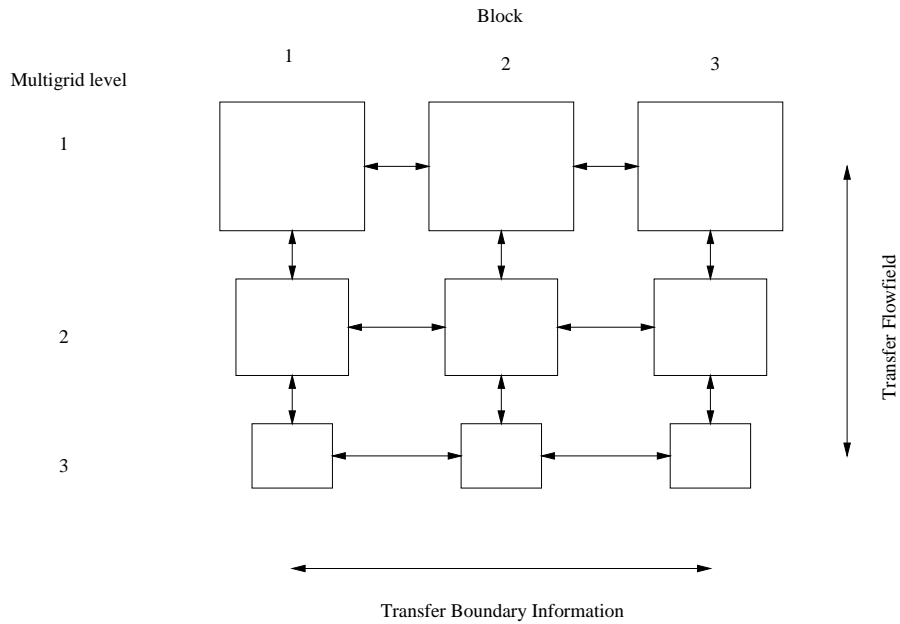 Block
1
2
3
Multigrid level
1
2
3
Transfer Flowfield
Transfer Boundary Information